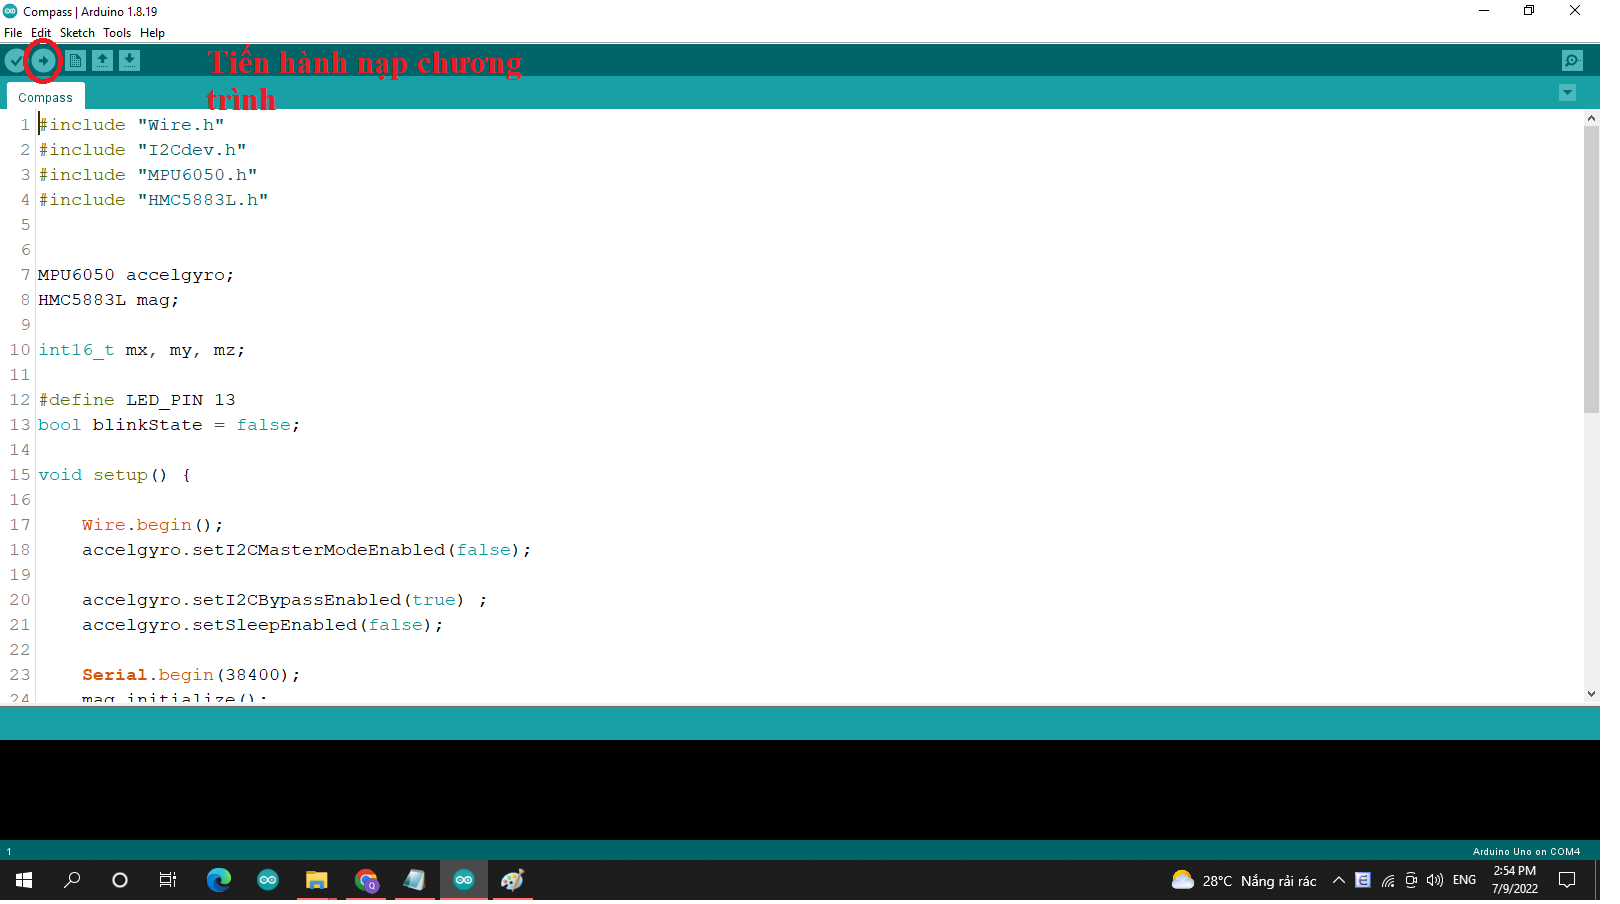 Compass | Arduino 1.8.19
File Edit Sketch Tools Help
Tiến hành nạp chương
trình
Compass
1 #include "Wire.h"
2 #include "I2Cdev.h"
3 #include "MPU6050.h"
4 #include "HMC5883L.h"
5
6
7 MPU6050 accelgyro;
8 HMC5883L mag;
9
10 int16_t mx, my, mz;
11
12 #define LED_PIN 13
13 bool blinkState = false;
14
15 void setup() {
16
17 Wire.begin();
18 accelgyro.setI2CMasterModeEnabled(false);
19
20 accelgyro.setI2CBypassEnabled(true) ;
21 accelgyro.setSleepEnabled(false);
22
23 Serial.begin(38400);
24 mag.initialize();
1
Arduino Uno on COM4
28°C Nắng rải rác
ENG
2:54 PM
7/9/2022